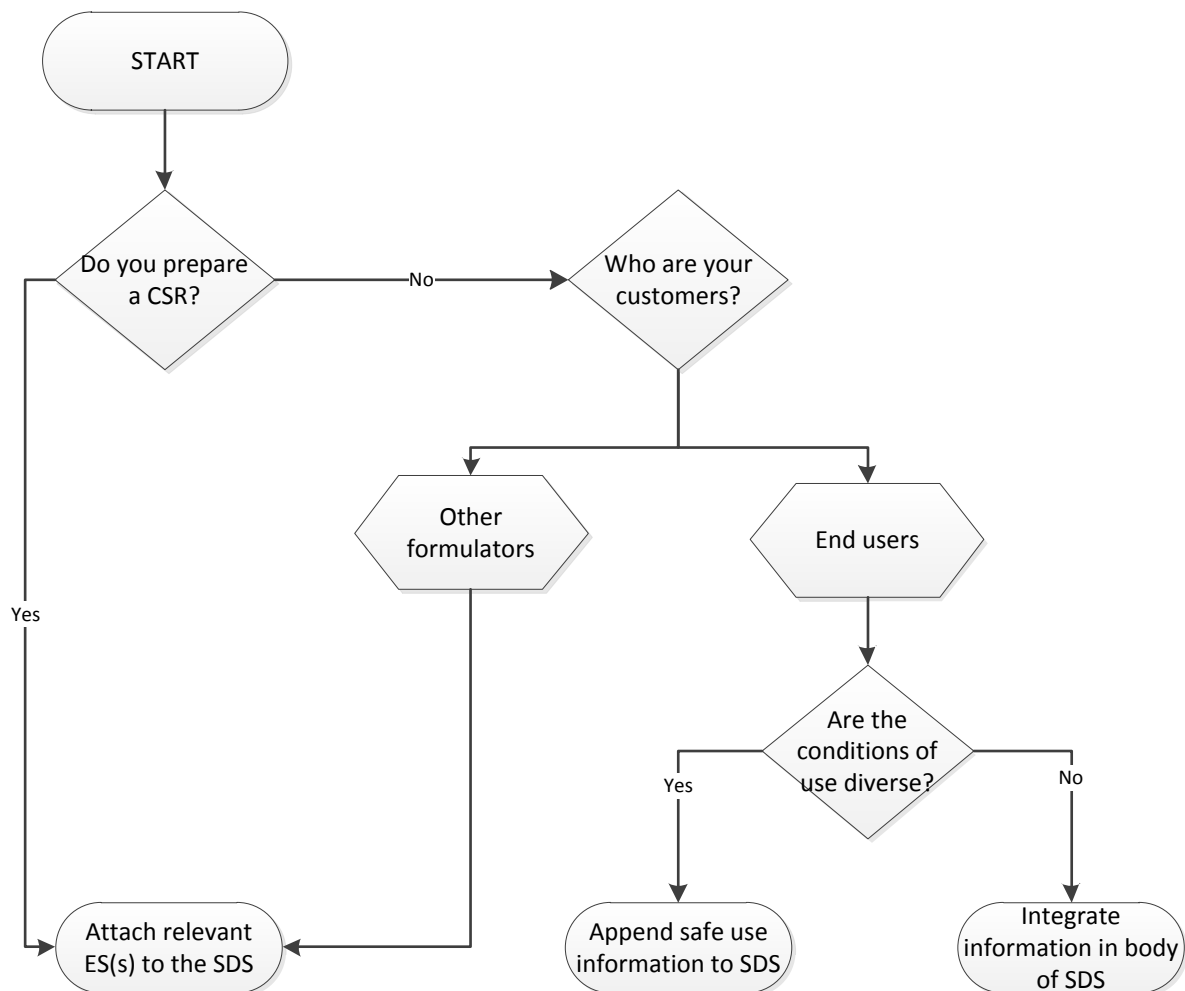 START
Do you prepare
a CSR?
No
Who are your
customers?
Other
formulators
End users
Yes
Are the
conditions of
use diverse?
Yes
No
Attach relevant
ES(s) to the SDS
Append safe use
information to SDS
Integrate
information in body
of SDS